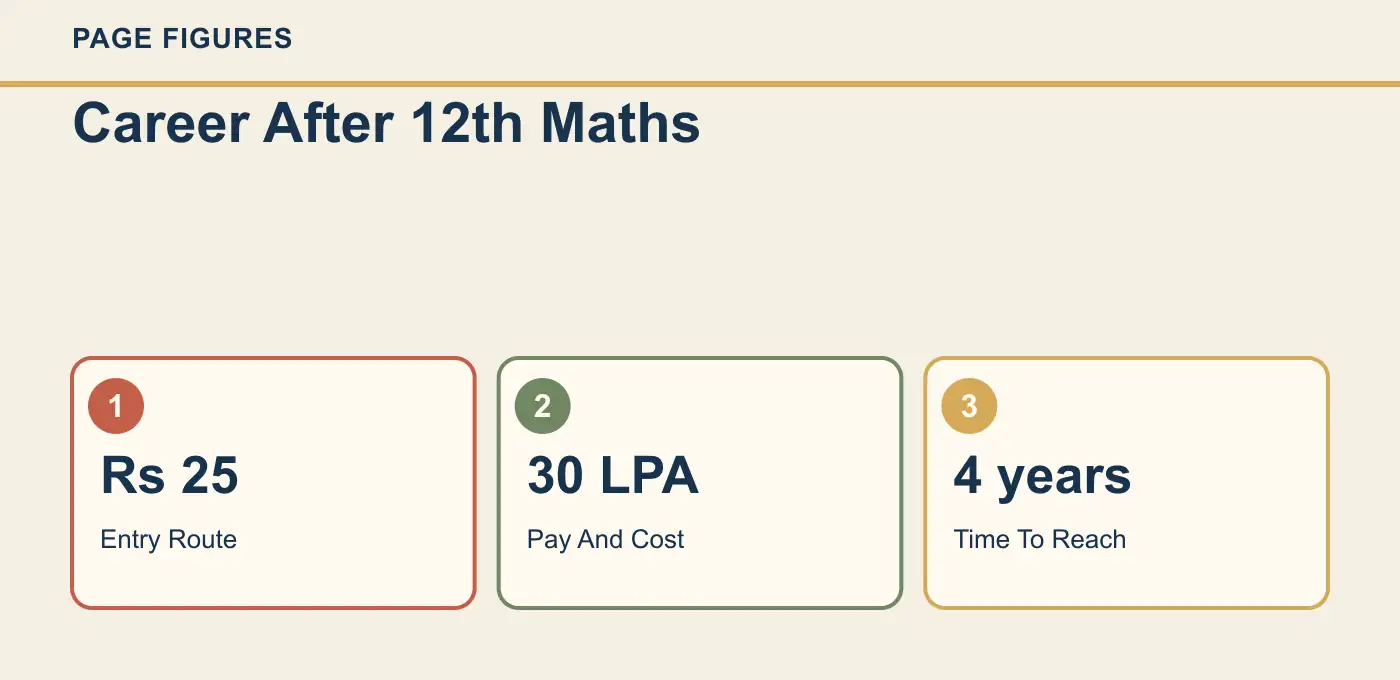 PAGE FIGURES
Career After 12th Maths
1
Rs 25
Entry Route
2
30 LPA
Pay And Cost
3
4 years
Time To Reach